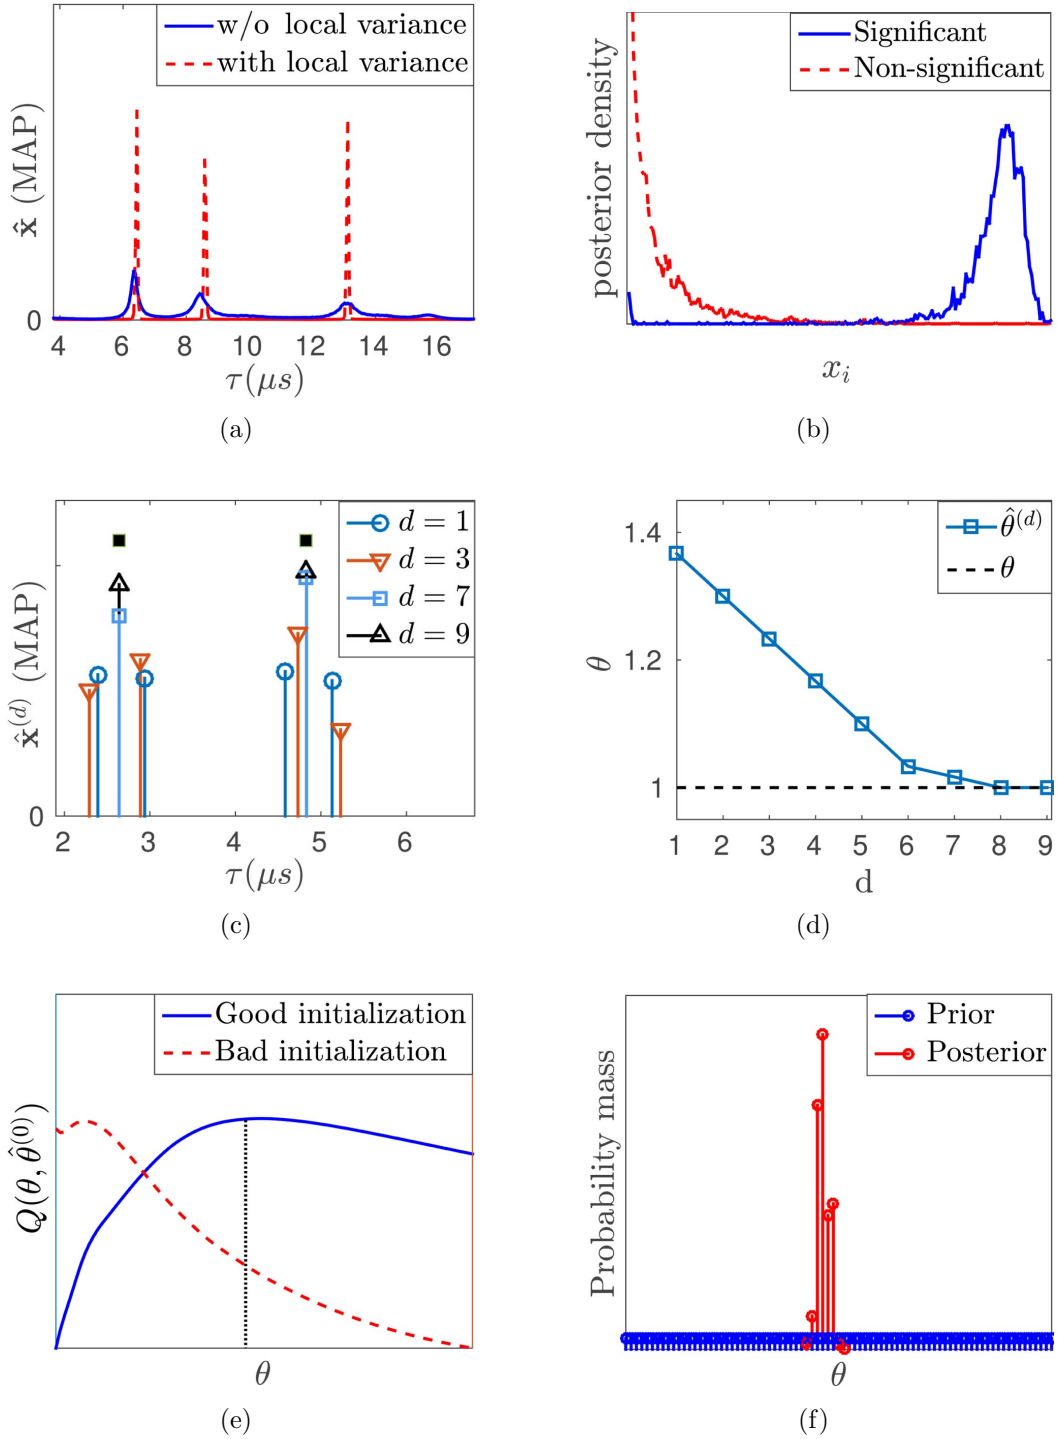 w/o local variance
with local variance
x̂ (MAP)
0
4 6 8 10 12 14 16
τ(μs)
(a)
Significant
Non-significant
posterior density
x_i
(b)
d = 1
d = 3
d = 7
d = 9
x̂^(d) (MAP)
0
2 3 4 5 6
τ(μs)
(c)
θ̂^(d)
θ
1.4
1.2
1
θ
1 2 3 4 5 6 7 8 9
d
(d)
Good initialization
Bad initialization
Q(θ, θ̂^(0))
θ
(e)
Prior
Posterior
Probability mass
θ
(f)